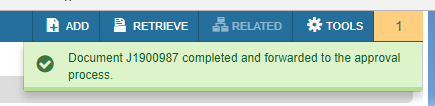 ADD RETRIEVE RELATED TOOLS 1
Document J1900987 completed and forwarded to the approval
process.